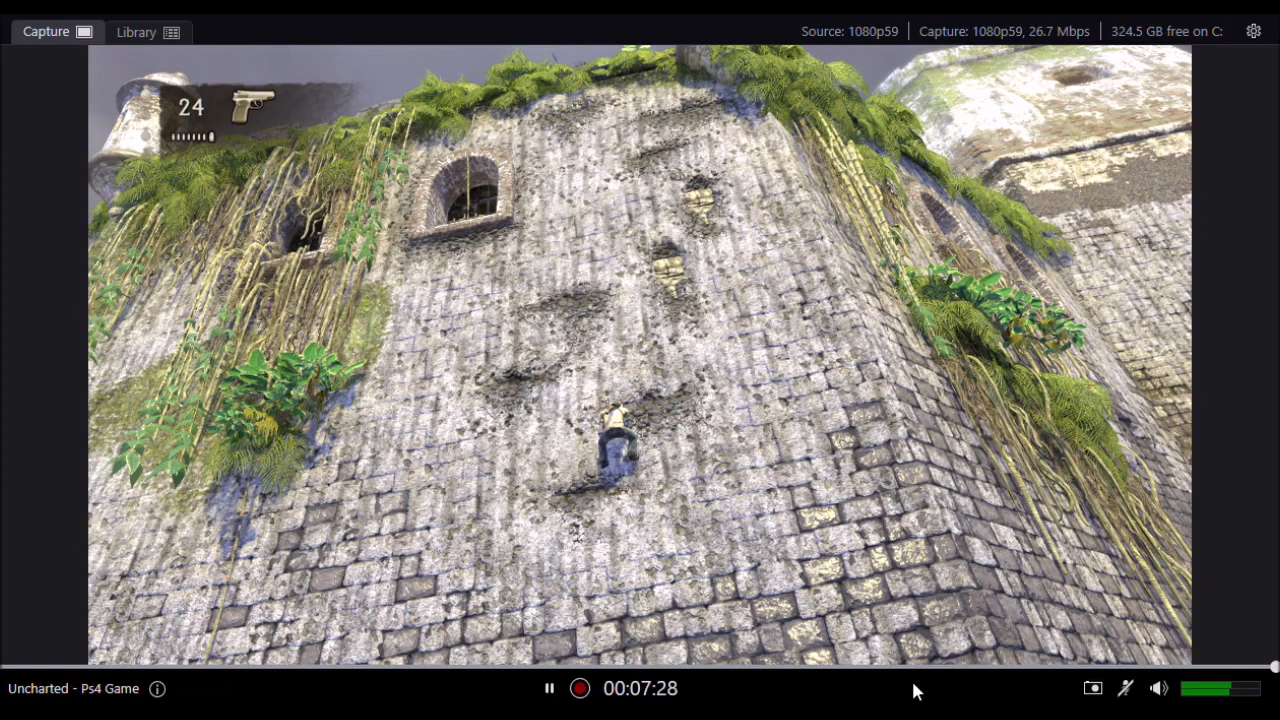 Capture Library Source: 1080p59 Capture: 1080p59, 26.7 Mbps 324.5 GB free on C:
24
Uncharted - Ps4 Game 00:07:28